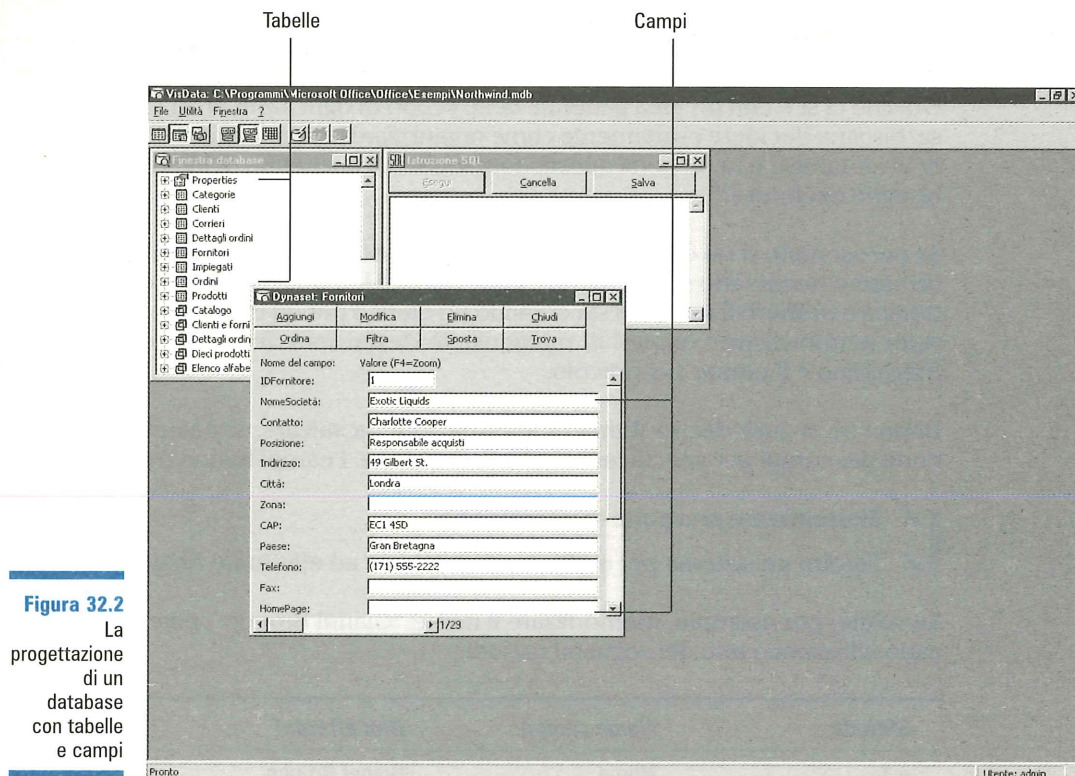 Tabelle
Campi
VisData: C:\Programmi\Microsoft Office\Office\Esempi\Northwind.mdb
File Utilità Finestra ?
Finestra database
Properties
Categorie
Clienti
Corrieri
Dettagli ordini
Fornitori
Impiegati
Ordini
Prodotti
Catalogo
Clienti e forni
Dettagli ordin
Dieci prodotti
Elenco alfabe
SQL Istruzione SQL
Esegui Cancella Salva
Dynaset: Fornitori
Aggiungi Modifica Elimina Chiudi
Ordina Filtra Sposta Trova
Nome del campo: Valore (F4=Zoom)
IDFornitore: 1
NomeSocietà: Exotic Liquids
Contatto: Charlotte Cooper
Posizione: Responsabile acquisti
Indirizzo: 49 Gilbert St.
Città: Londra
Zona:
CAP: EC1 4SD
Paese: Gran Bretagna
Telefono: (171) 555-2222
Fax:
HomePage:
1/29
Pronto
Utente: admin
Figura 32.2
La
progettazione
di un
database
con tabelle
e campi